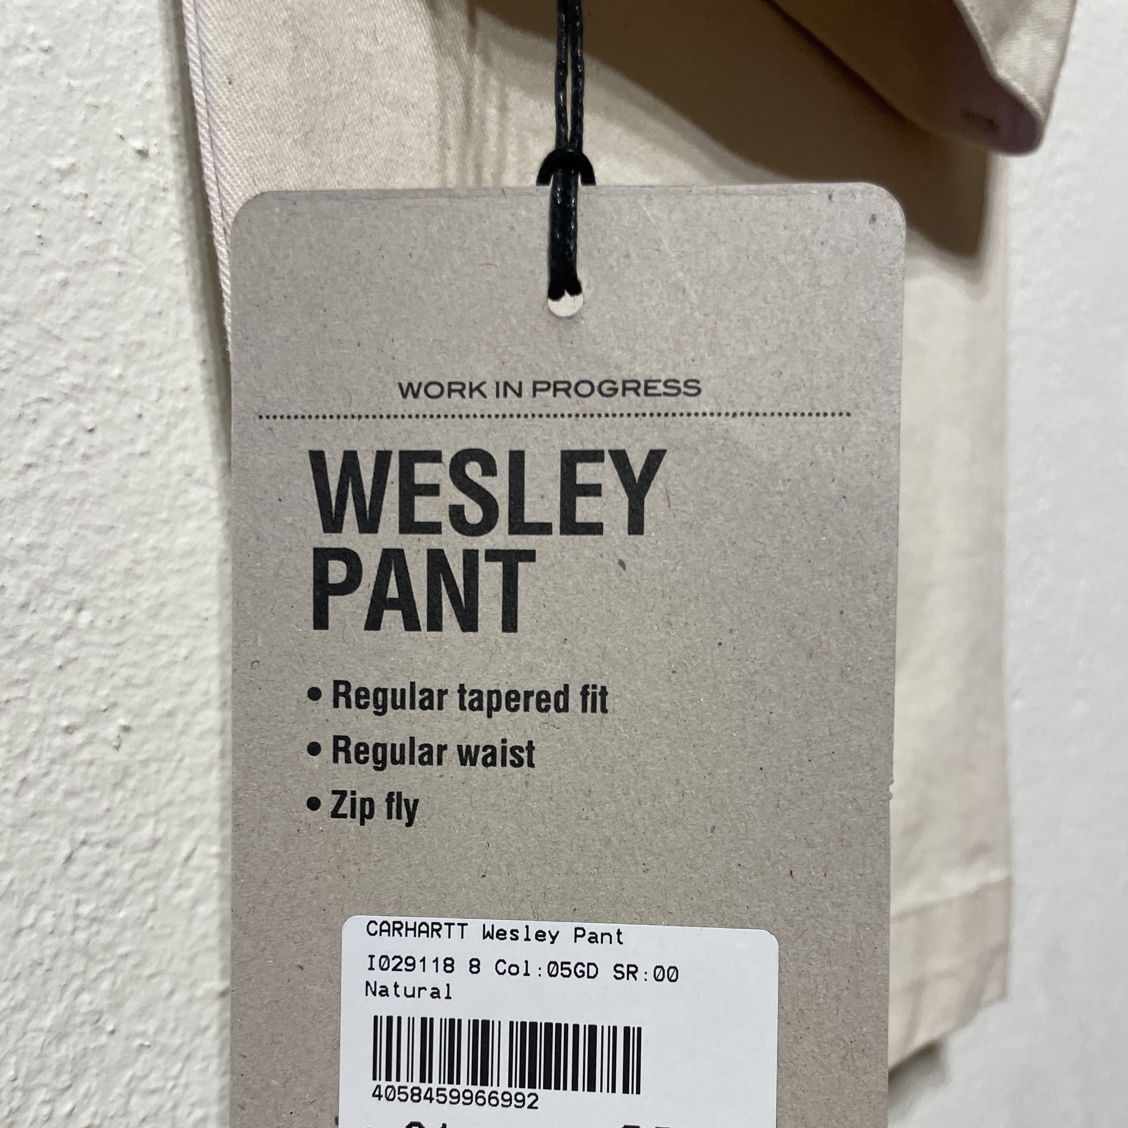 WORK IN PROGRESS
WESLEY
PANT
• Regular tapered fit
• Regular waist
• Zip fly
CARHARTT Wesley Pant
I029118 8 Col:05GD SR:00
Natural
4058459966992